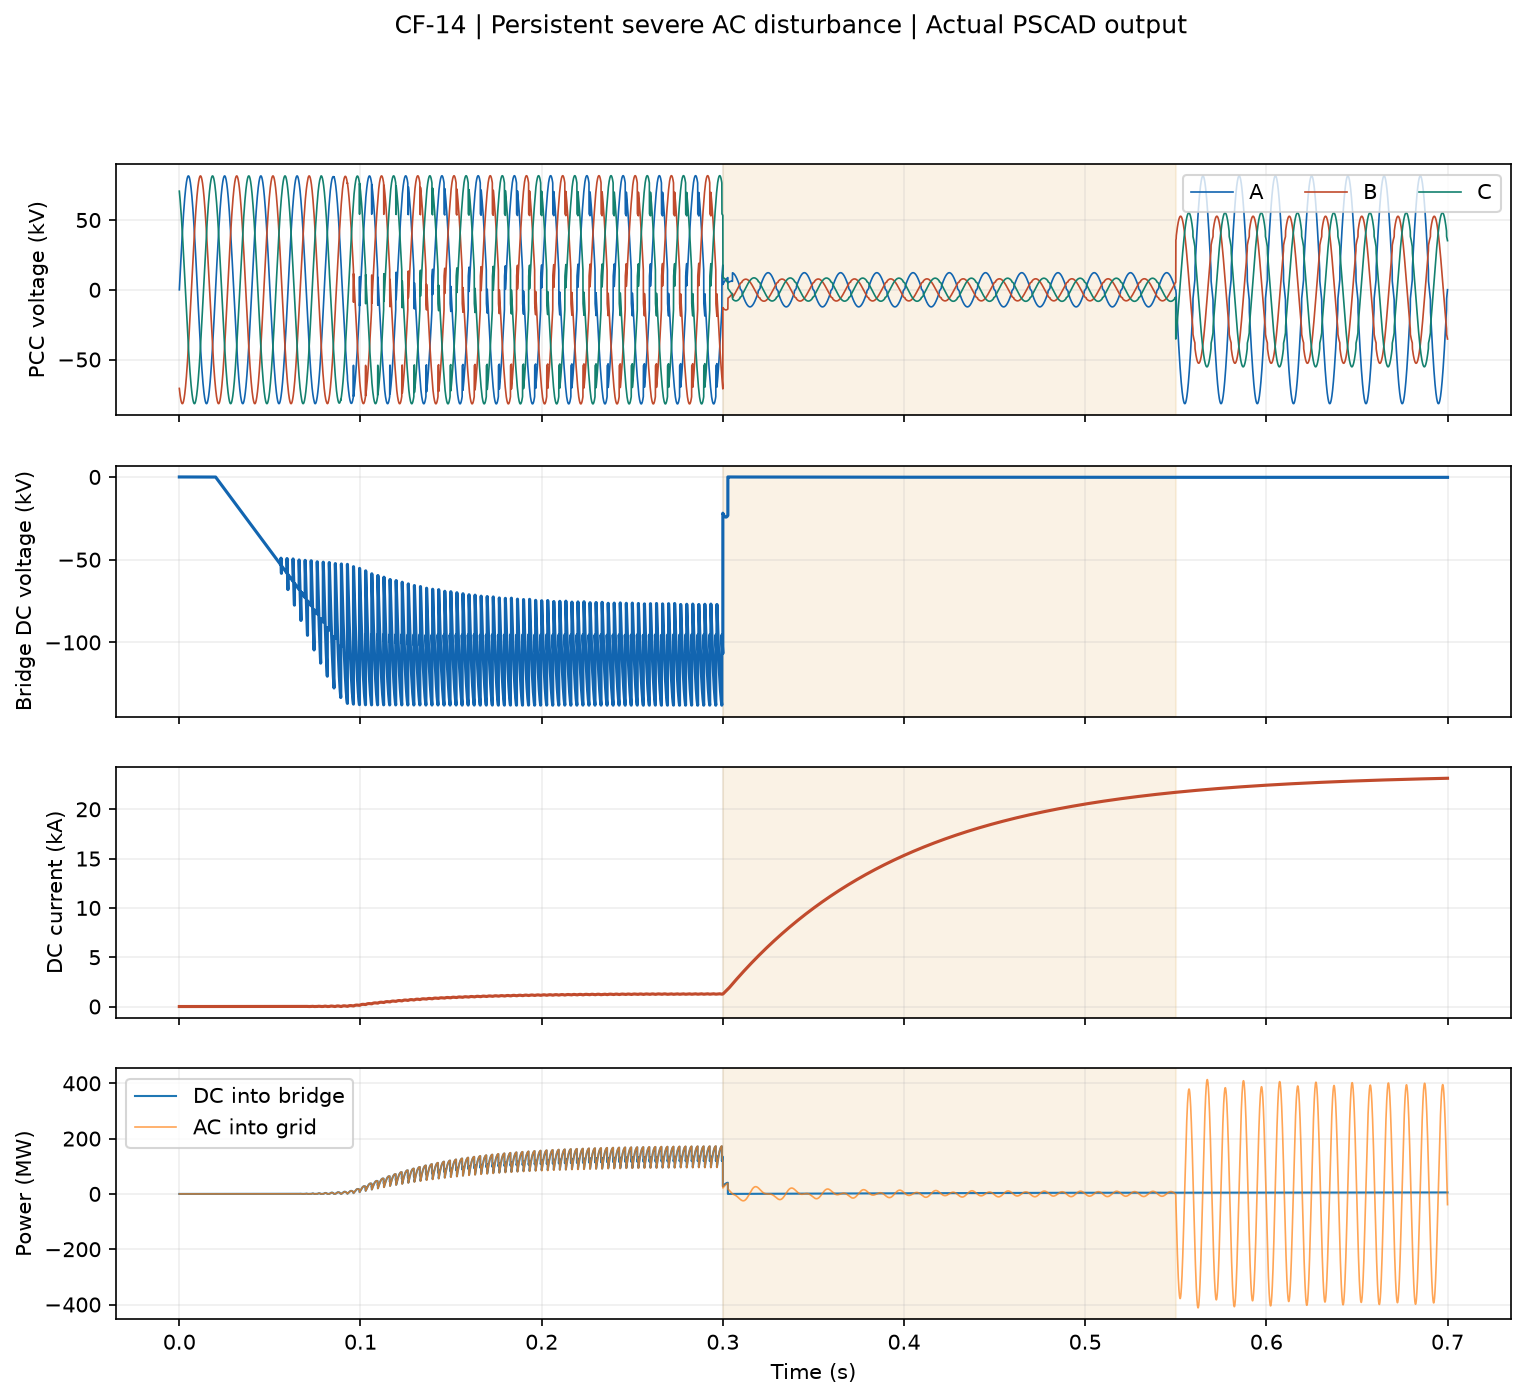 CF-14 | Persistent severe AC disturbance | Actual PSCAD output
PCC voltage (kV)
50
0
−50
A B C
Bridge DC voltage (kV)
0
−50
−100
DC current (kA)
20
15
10
5
0
Power (MW)
400
200
0
−200
−400
DC into bridge
AC into grid
0.0 0.1 0.2 0.3 0.4 0.5 0.6 0.7
Time (s)